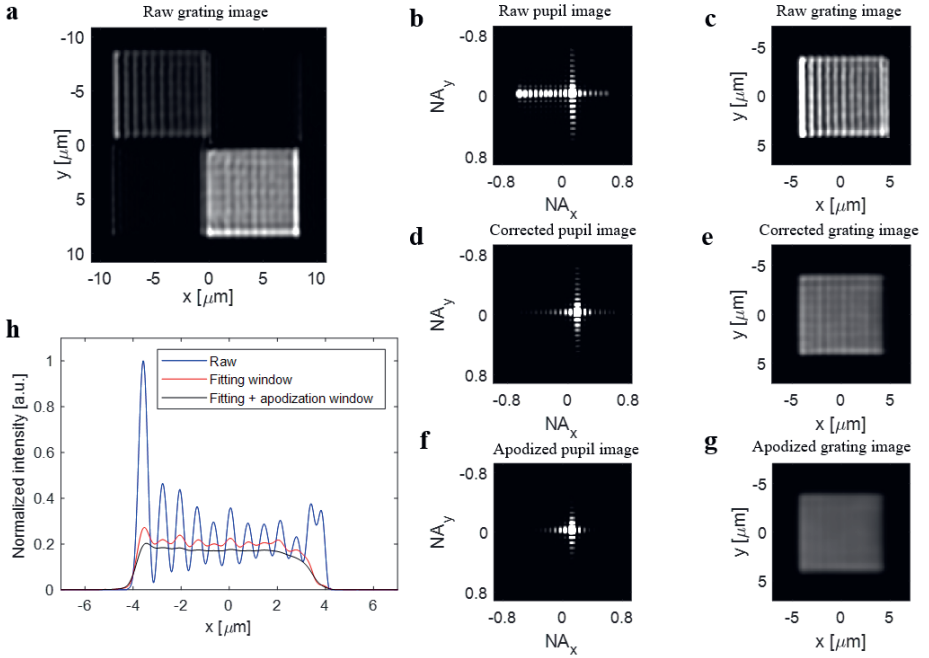 a
Raw grating image
-10
-5
0
5
10
y [μm]
-10
-5
0
5
10
x [μm]
b
Raw pupil image
-0.8
0
0.8
NAy
-0.8
0
0.8
NAx
c
Raw grating image
-5
0
5
y [μm]
-5
0
5
x [μm]
d
Corrected pupil image
-0.8
0
0.8
NAy
-0.8
0
0.8
NAx
e
Corrected grating image
-5
0
5
y [μm]
-5
0
5
x [μm]
h
1
0.8
0.6
0.4
0.2
0
Normalized intensity [a.u.]
Raw
Fitting window
Fitting + apodization window
-6
-4
-2
0
2
4
6
x [μm]
f
Apodized pupil image
-0.8
0
0.8
NAy
-0.8
0
0.8
NAx
g
Apodized grating image
-5
0
5
y [μm]
-5
0
5
x [μm]